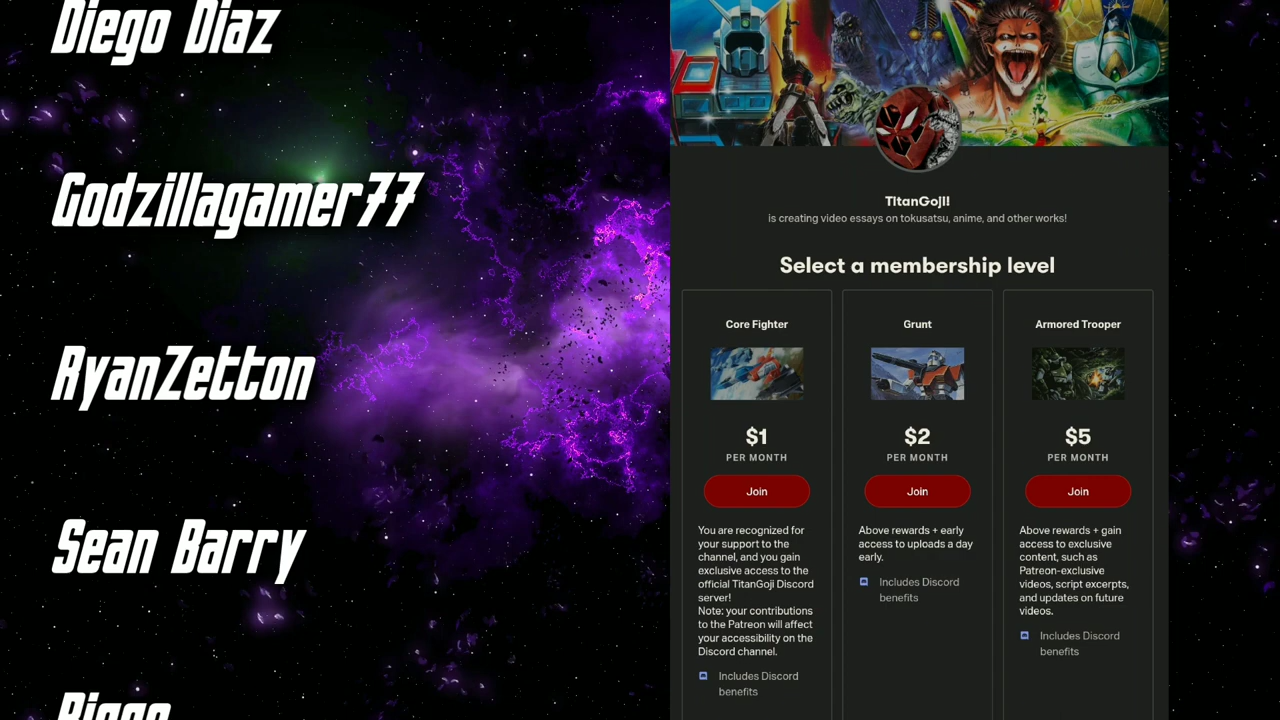 Diego Diaz
Godzillagamer77
RyanZetton
Sean Barry
TitanGoji!
is creating video essays on tokusatsu, anime, and other works!
Select a membership level
Core Fighter
$1
PER MONTH
Join
You are recognized for
your support to the
channel, and you gain
exclusive access to the
official TitanGoji Discord
server!
Note: your contributions
to the Patreon will affect
your accessibility on the
Discord channel.
Includes Discord
benefits
Grunt
$2
PER MONTH
Join
Above rewards + early
access to uploads a day
early.
Includes Discord
benefits
Armored Trooper
$5
PER MONTH
Join
Above rewards + gain
access to exclusive
content, such as
Patreon-exclusive
videos, script excerpts,
and updates on future
videos.
Includes Discord
benefits